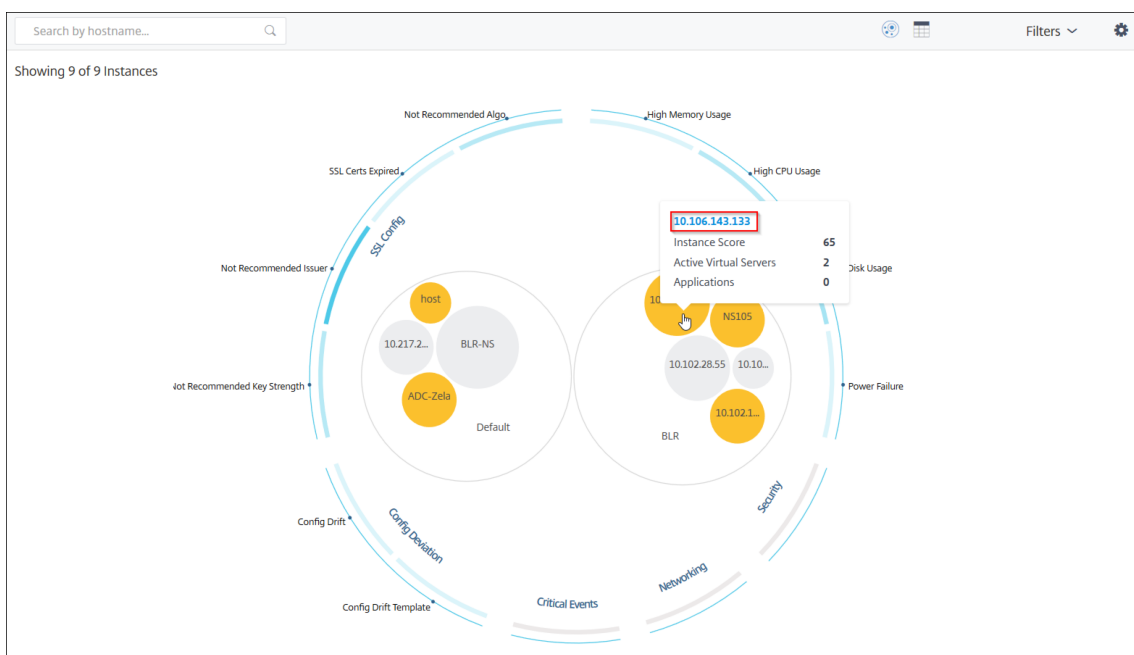 Search by hostname...
Filters
Showing 9 of 9 Instances
Not Recommended Algo
High Memory Usage
SSL Certs Expired
High CPU Usage
SSL Config
10.106.143.133
Instance Score 65
Active Virtual Servers 2
Applications 0
Not Recommended Issuer
Disk Usage
host
10
NS105
10.217.2...
BLR-NS
10.102.28.55
10.10...
Not Recommended Key Strength
Power Failure
ADC-Zela
10.102.1...
Default
BLR
Security
Config Drift
Config Deviation
Networking
Config Drift Template
Critical Events